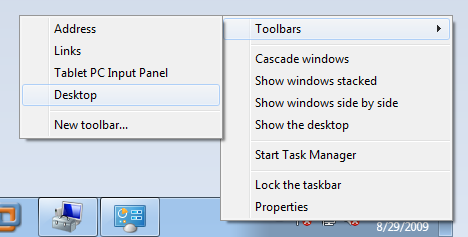 Address
Links
Tablet PC Input Panel
Desktop
New toolbar...
Toolbars
Cascade windows
Show windows stacked
Show windows side by side
Show the desktop
Start Task Manager
Lock the taskbar
Properties
8/29/2009